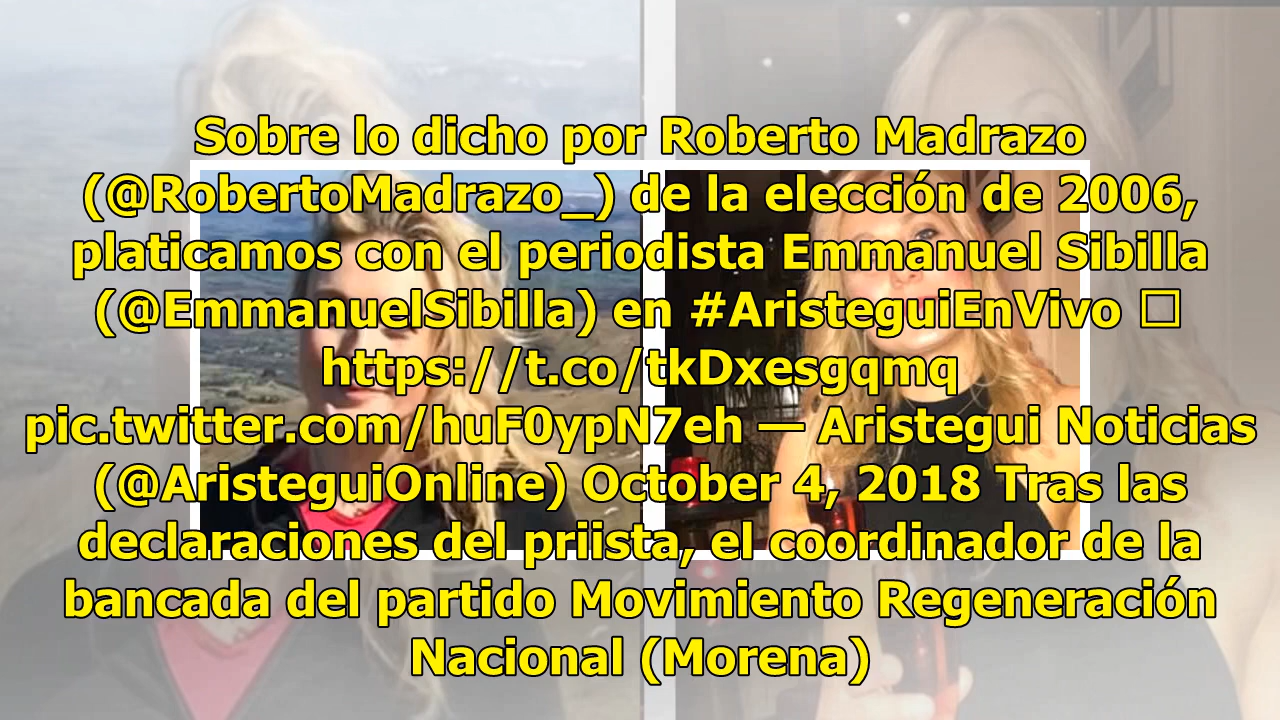 Sobre lo dicho por Roberto Madrazo
(@RobertoMadrazo_) de la elección de 2006,
platicamos con el periodista Emmanuel Sibilla
(@EmmanuelSibilla) en #AristeguiEnVivo □
https://t.co/tkDxesgqmq
pic.twitter.com/huF0ypN7eh — Aristegui Noticias
(@AristeguiOnline) October 4, 2018 Tras las
declaraciones del priista, el coordinador de la
bancada del partido Movimiento Regeneración
Nacional (Morena)